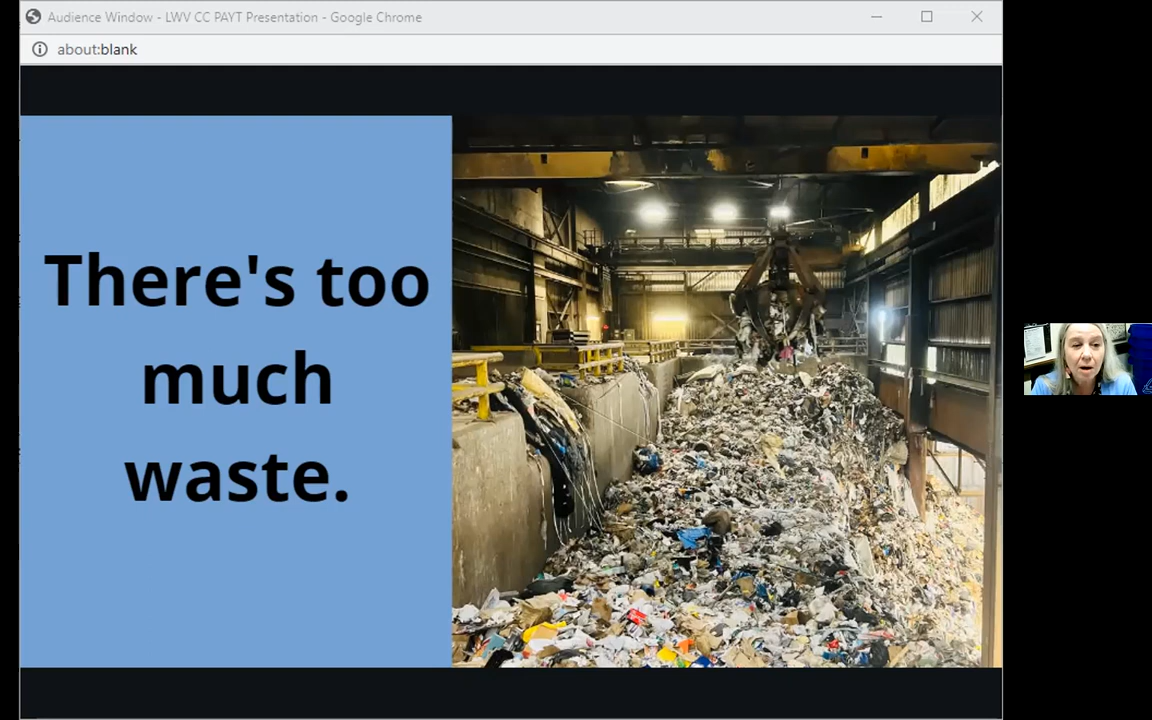 Audience Window - LWV CC PAYT Presentation - Google Chrome
about:blank
There's too
much
waste.